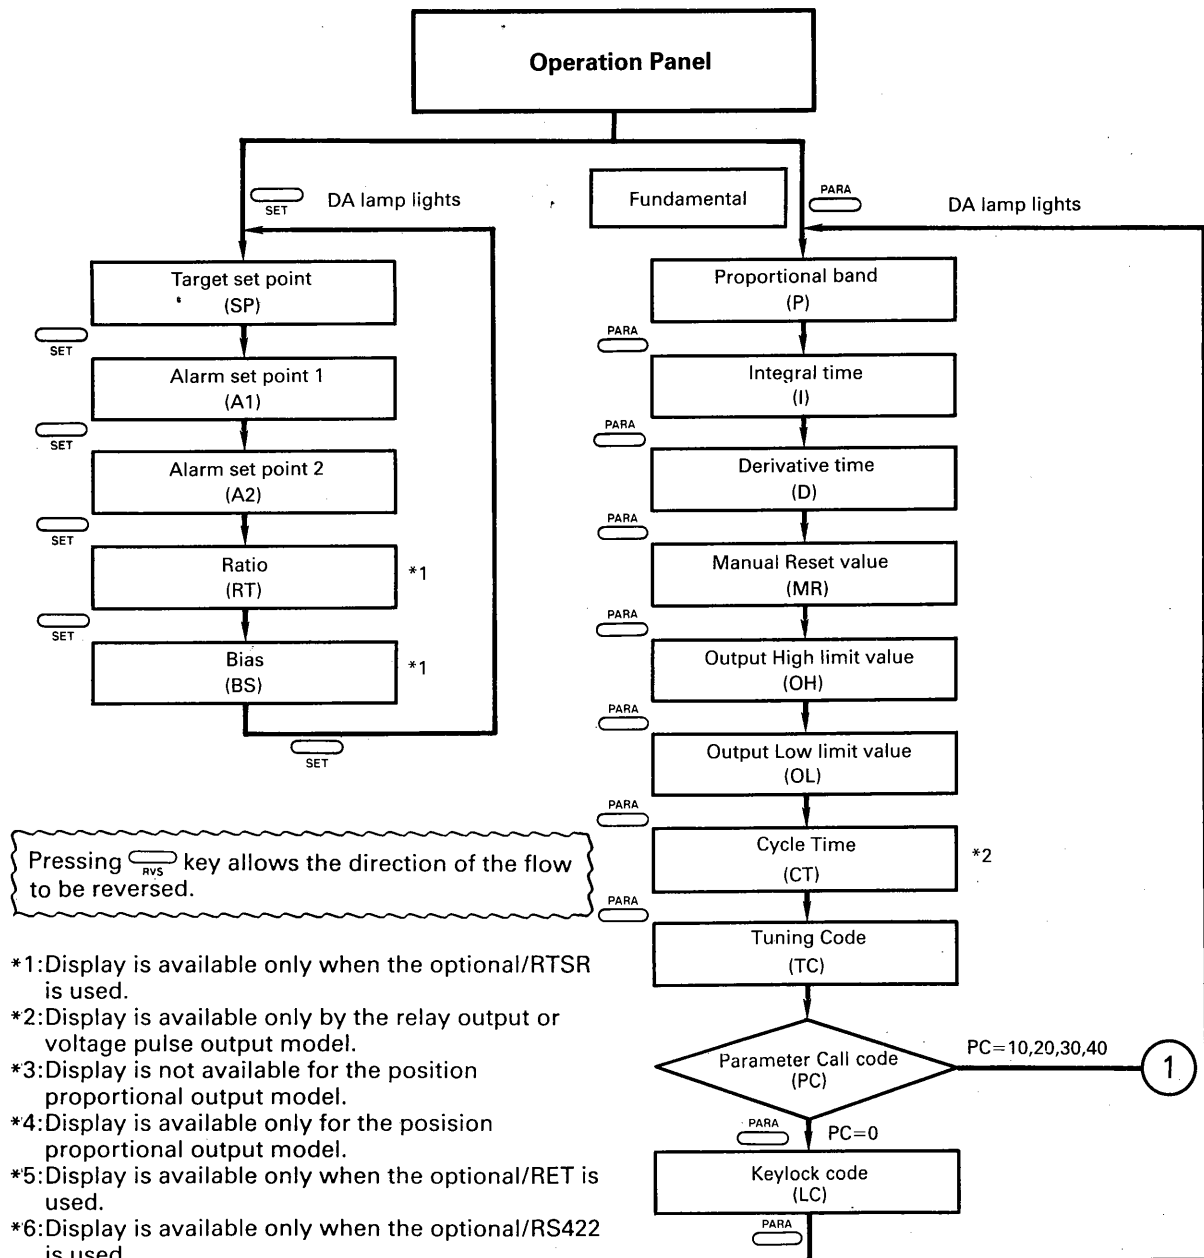 Operation Panel
SET
DA lamp lights
Target set point
(SP)
SET
Alarm set point 1
(A1)
SET
Alarm set point 2
(A2)
SET
Ratio
(RT)
*1
SET
Bias
(BS)
*1
SET
Pressing RVS key allows the direction of the flow
to be reversed.
*1:Display is available only when the optional/RTSR
is used.
*2:Display is available only by the relay output or
voltage pulse output model.
*3:Display is not available for the position
proportional output model.
*4:Display is available only for the posision
proportional output model.
*5:Display is available only when the optional/RET is
used.
*6:Display is available only when the optional/RS422
is used
Fundamental
PARA
DA lamp lights
Proportional band
(P)
PARA
Integral time
(I)
PARA
Derivative time
(D)
PARA
Manual Reset value
(MR)
PARA
Output High limit value
(OH)
PARA
Output Low limit value
(OL)
PARA
Cycle Time
(CT)
*2
PARA
Tuning Code
(TC)
Parameter Call code
(PC)
PC=10,20,30,40
1
PARA
PC=0
Keylock code
(LC)
PARA